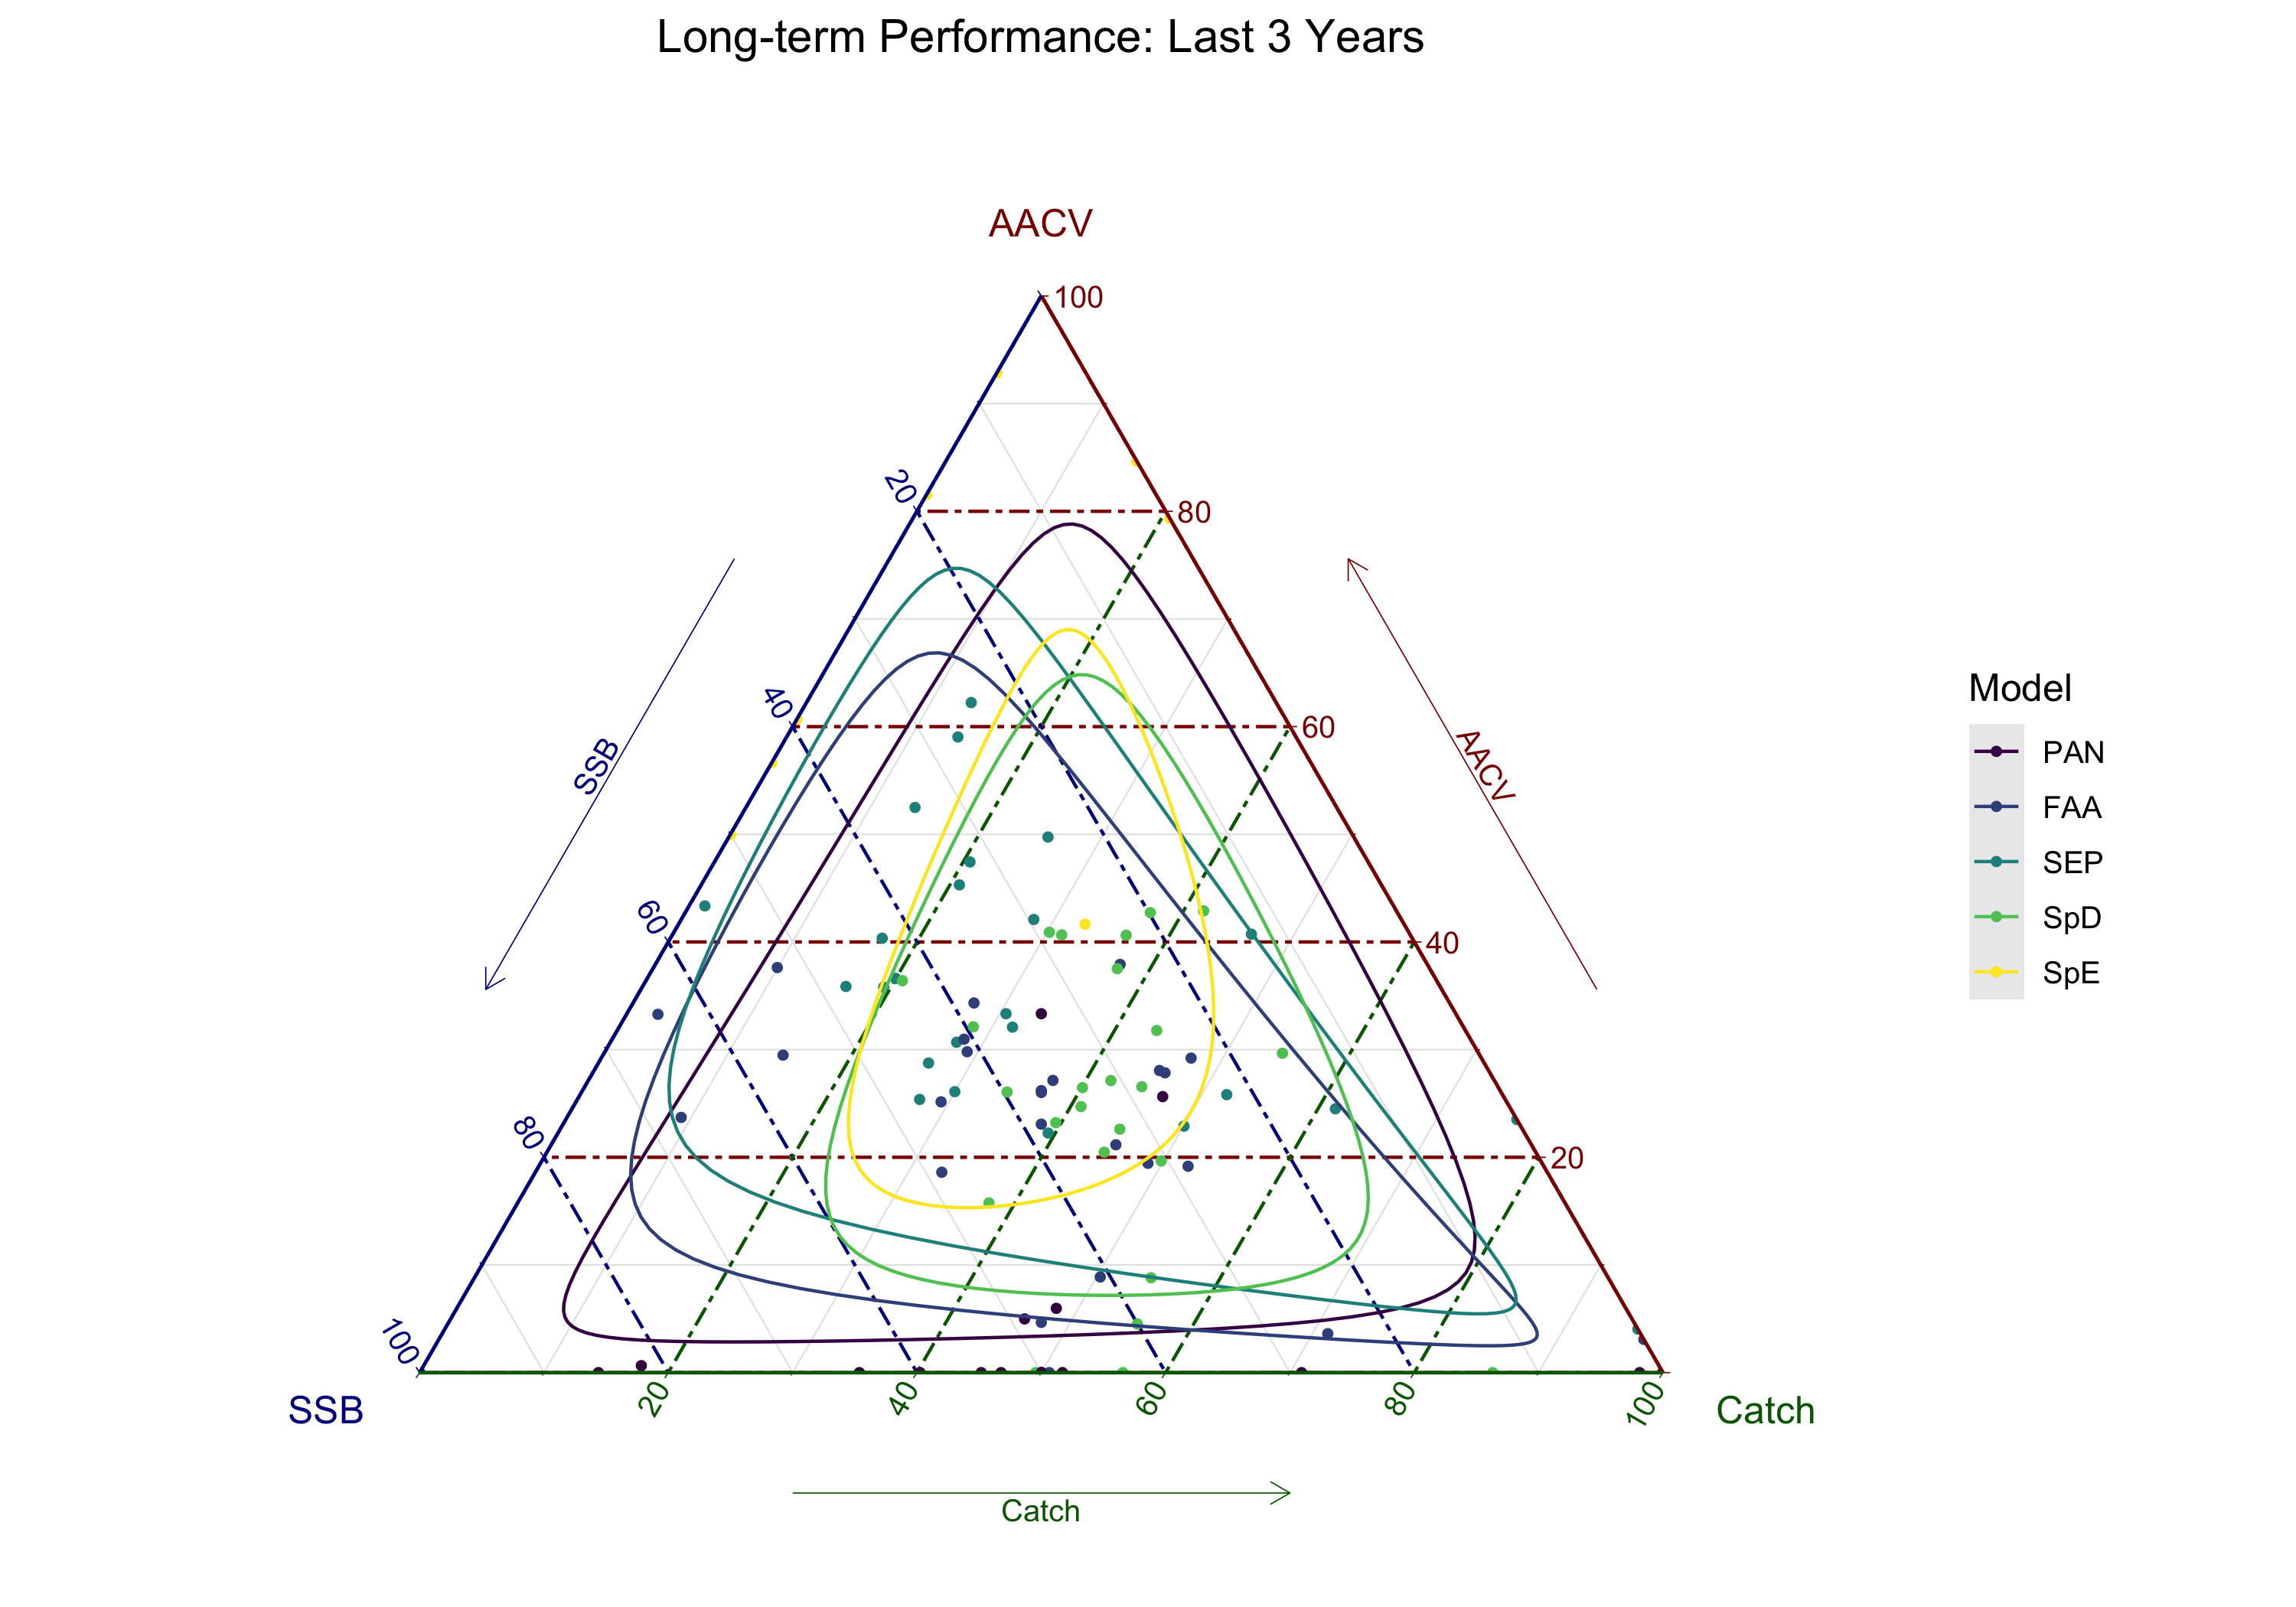 Long-term Performance: Last 3 Years
AACV
100
20
80
40
60
SSB
AACV
60
40
80
20
100
SSB
20
40
60
80
100
Catch
Catch
Model
PAN
FAA
SEP
SpD
SpE